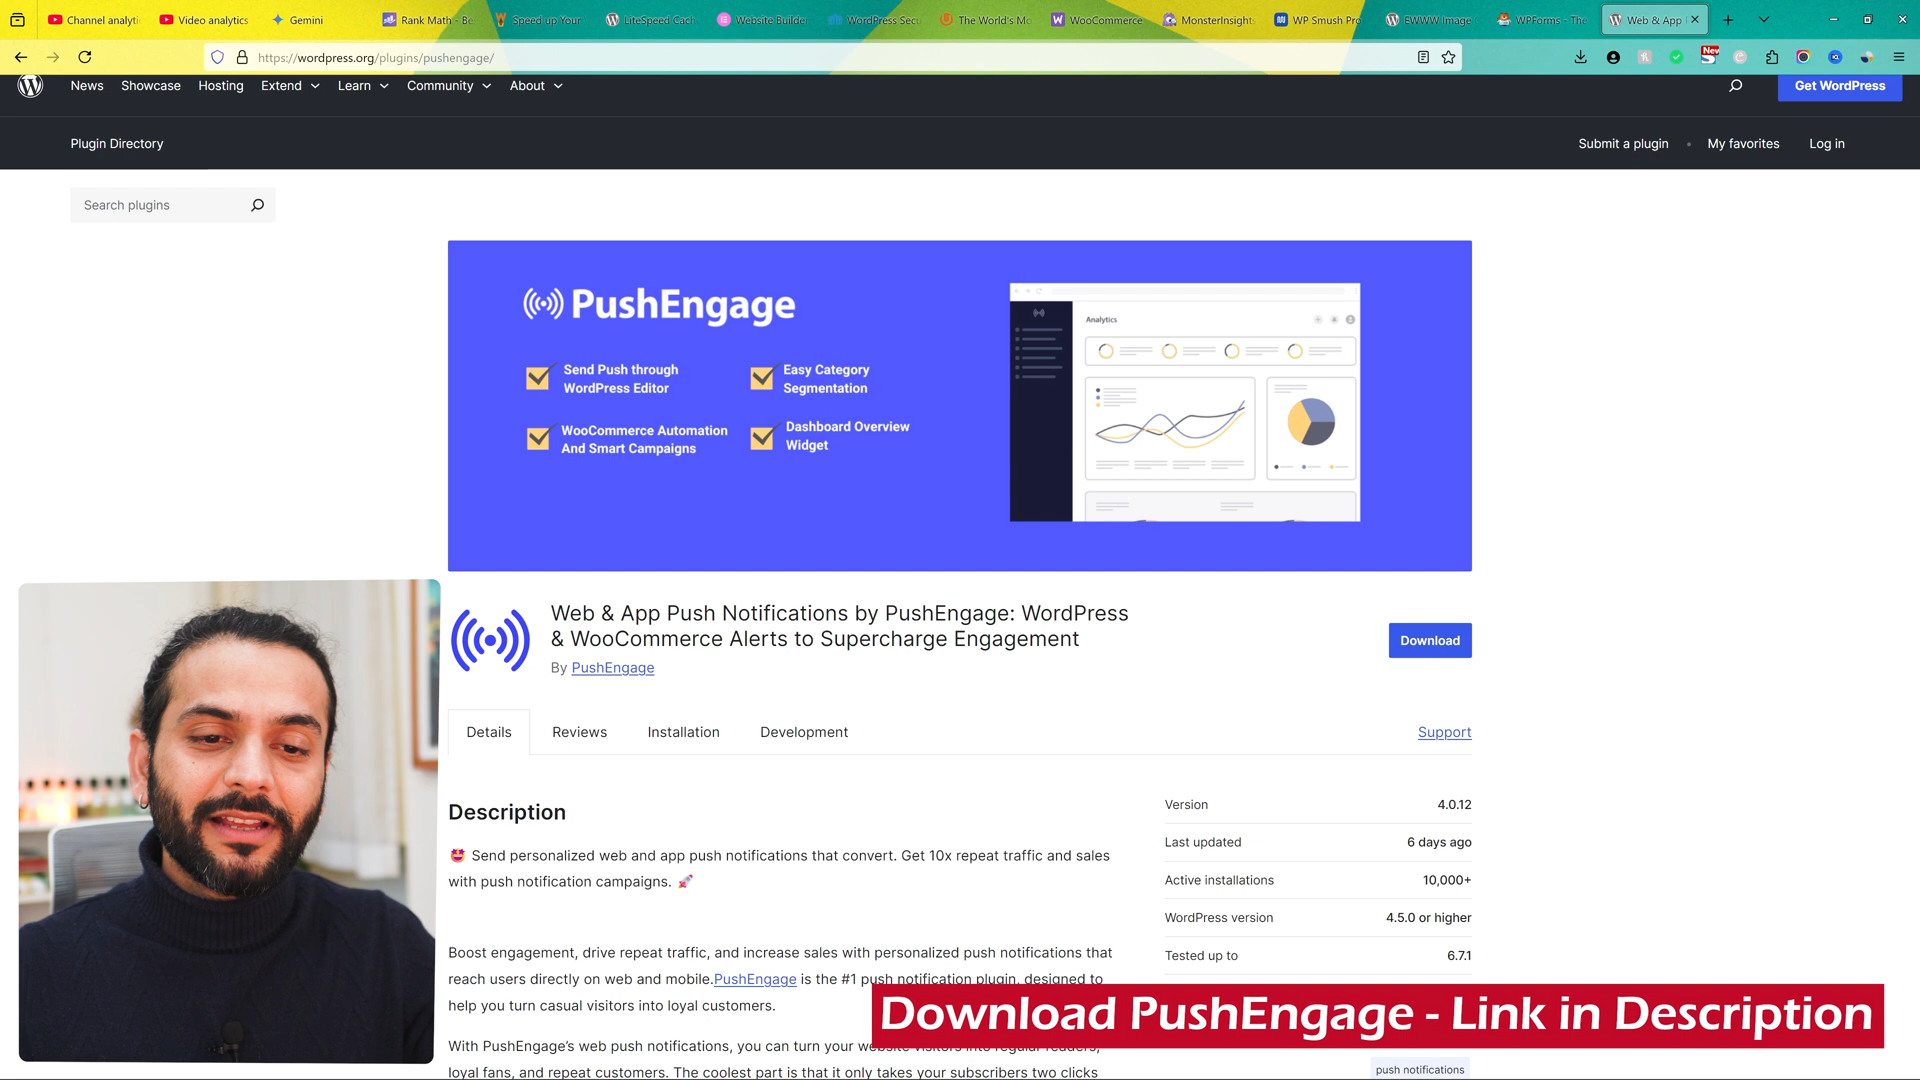 Channel analyti
Video analytics
Gemini
Rank Math - Be
Speed up Your
LiteSpeed Cach
Website Builde
WordPress Secu
The World's Mo
WooCommerce
MonsterInsight
WP Smush Pro
EWWW Image
WPForms - The
Web & App
https://wordpress.org/plugins/pushengage/
New
News
Showcase
Hosting
Extend
Learn
Community
About
Get WordPress
Plugin Directory
Submit a plugin
My favorites
Log in
Search plugins
PushEngage
Send Push through
WordPress Editor
Easy Category
Segmentation
WooCommerce Automation
And Smart Campaigns
Dashboard Overview
Widget
Analytics
Web & App Push Notifications by PushEngage: WordPress
& WooCommerce Alerts to Supercharge Engagement
By PushEngage
Download
Details
Reviews
Installation
Development
Support
Description
Send personalized web and app push notifications that convert. Get 10x repeat traffic and sales
with push notification campaigns.
Boost engagement, drive repeat traffic, and increase sales with personalized push notifications that
reach users directly on web and mobile.PushEngage is the #1 push notification plugin, designed to
help you turn casual visitors into loyal customers.
With PushEngage's web push notifications, you can turn your website visitors into regular readers,
loyal fans, and repeat customers. The coolest part is that it only takes your subscribers two clicks
Version 4.0.12
Last updated 6 days ago
Active installations 10,000+
WordPress version 4.5.0 or higher
Tested up to 6.7.1
Download PushEngage - Link in Description
push notifications